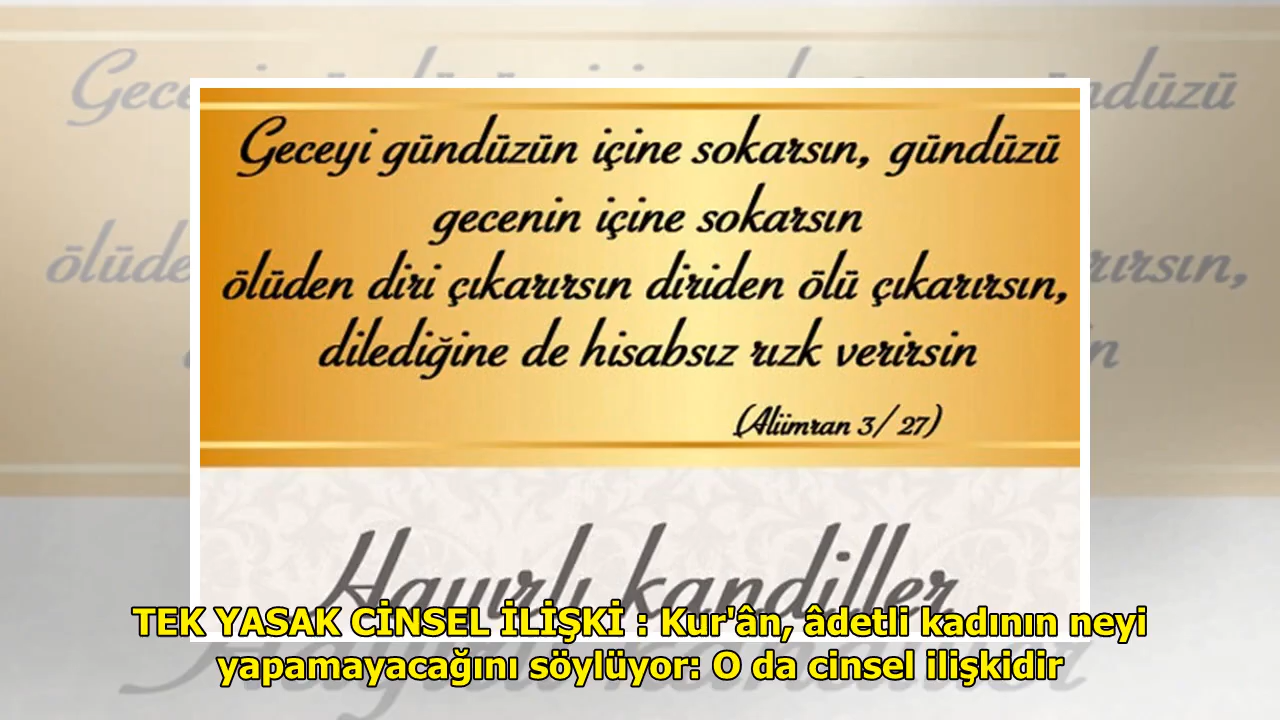 Geceyi gündüzün içine sokarsın, gündüzü
gecenin içine sokarsın
ölüden diri çıkarırsın diriden ölü çıkarırsın,
dilediğine de hisabsız rızk verirsin
(Aliimran 3/ 27)
Hayırlı kandiller
TEK YASAK CİNSEL İLİŞKİ : Kur'ân, âdetli kadının neyi
yapamayacağını söylüyor: O da cinsel ilişkidir